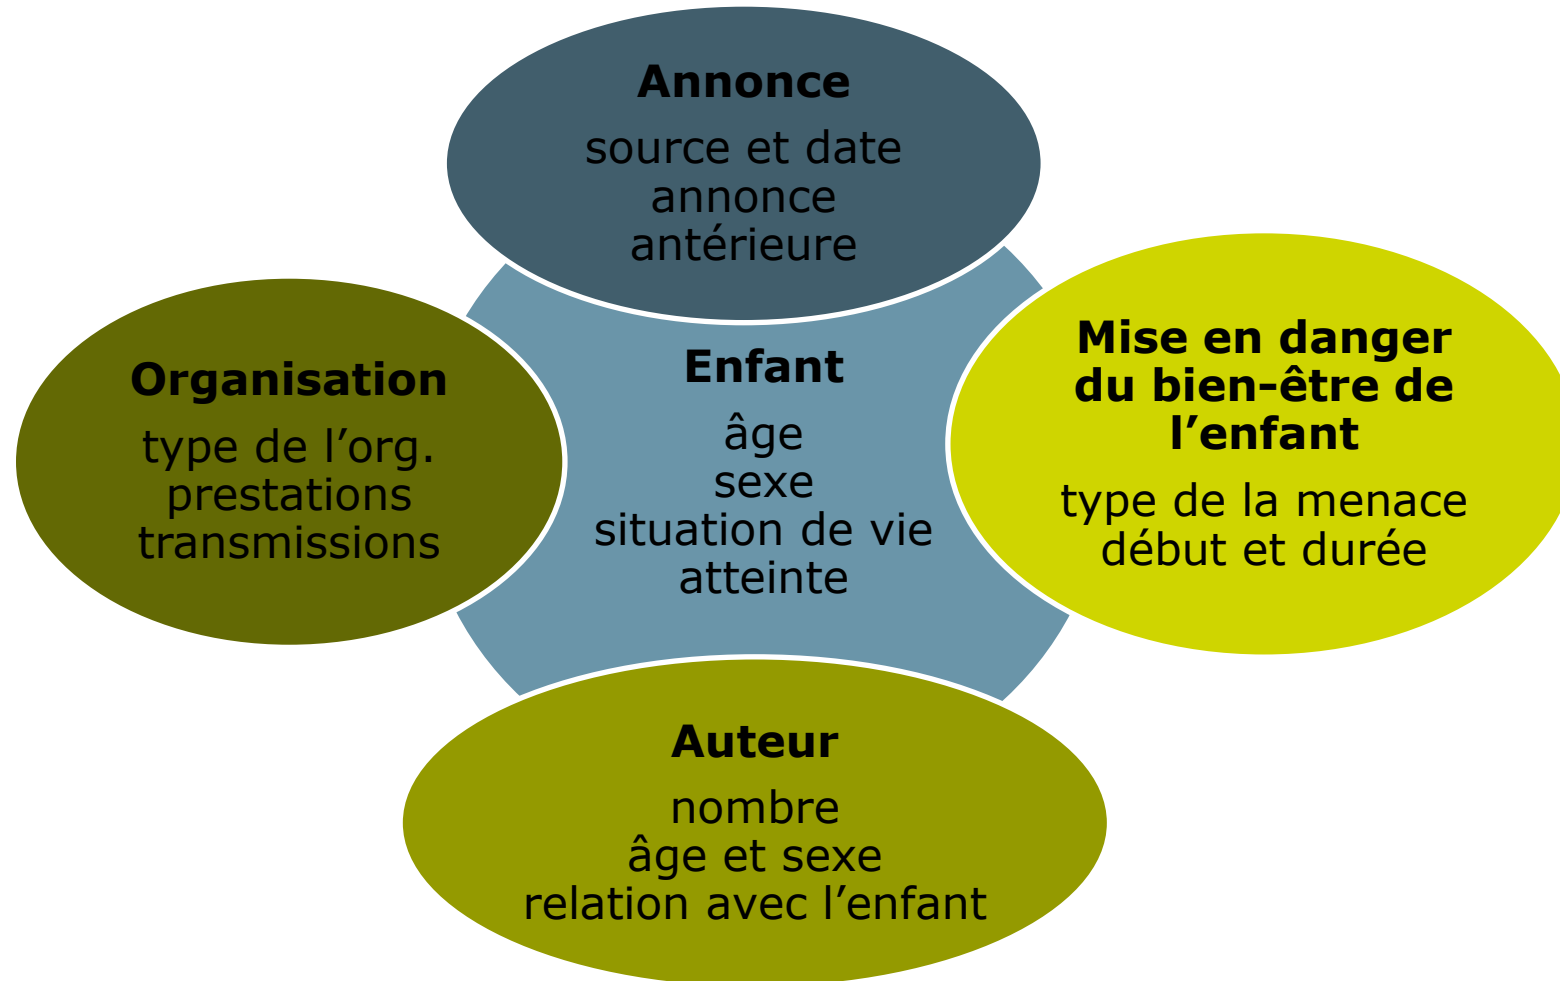 Annonce
source et date
annonce
antérieure
Organisation
type de l’org.
prestations
transmissions
Enfant
âge
sexe
situation de vie
atteinte
Mise en danger
du bien-être de
l’enfant
type de la menace
début et durée
Auteur
nombre
âge et sexe
relation avec l’enfant